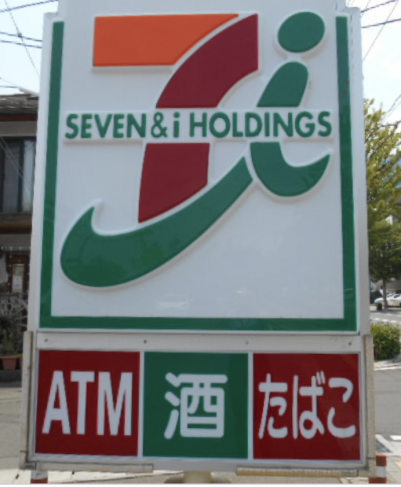 SEVEN&i HOLDINGS
ATM 酒 たばこ